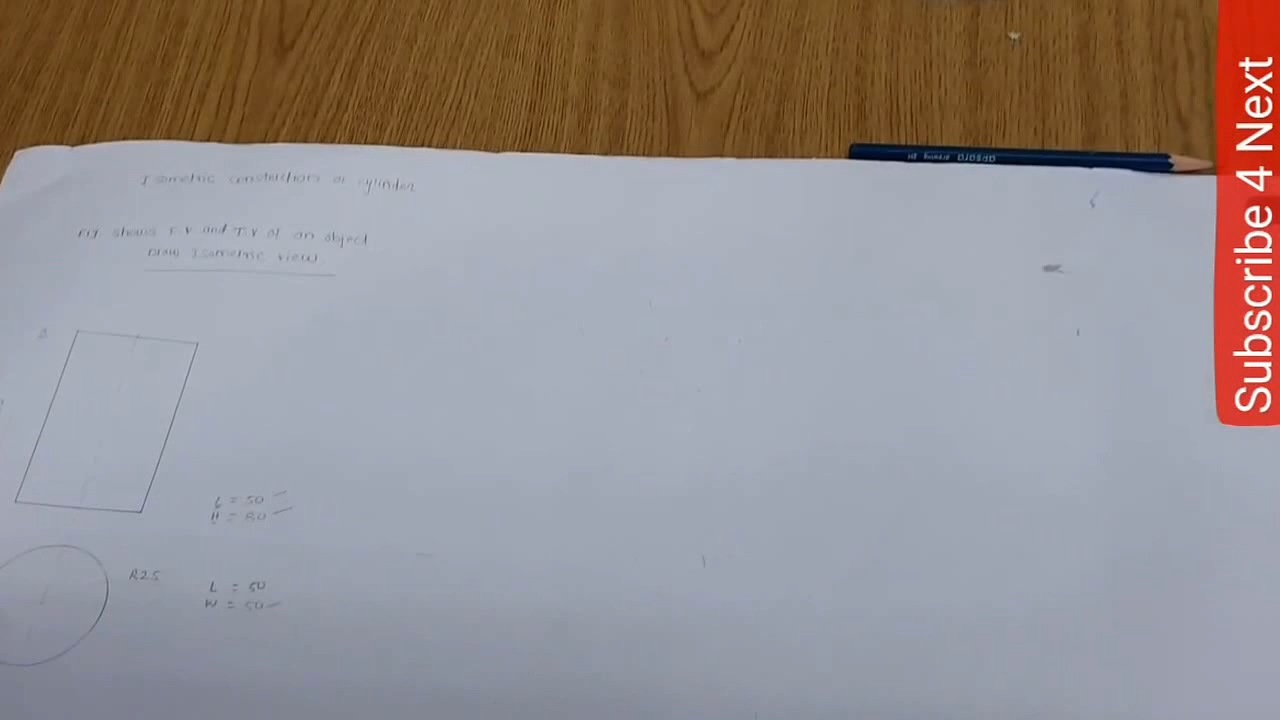 Isometric construction of cylinder
Fig shows F.V and T.V of an object
Draw Isometric view
L = 50
H = 80
R25
L = 50
W = 50
apsara
Subscribe 4 Next